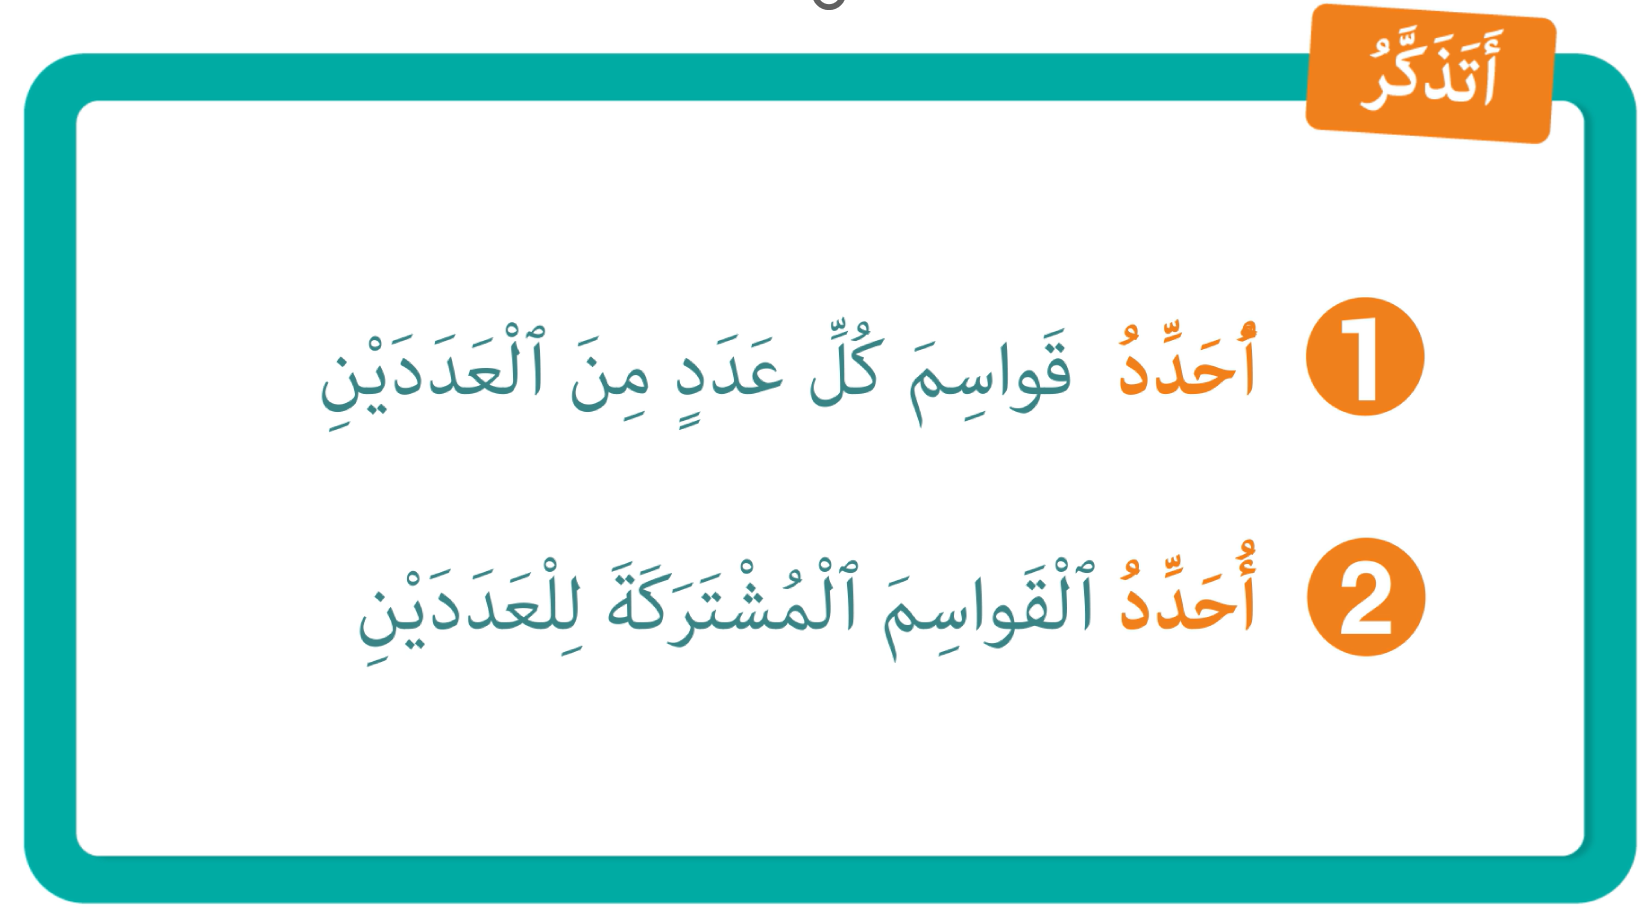 أَتَذَكَّرُ
1 أُحَدِّدُ قَواسِمَ كُلِّ عَدَدٍ مِنَ ٱلْعَدَدَيْنِ
2 أُحَدِّدُ ٱلْقَواسِمَ ٱلْمُشْتَرَكَةَ لِلْعَدَدَيْنِ